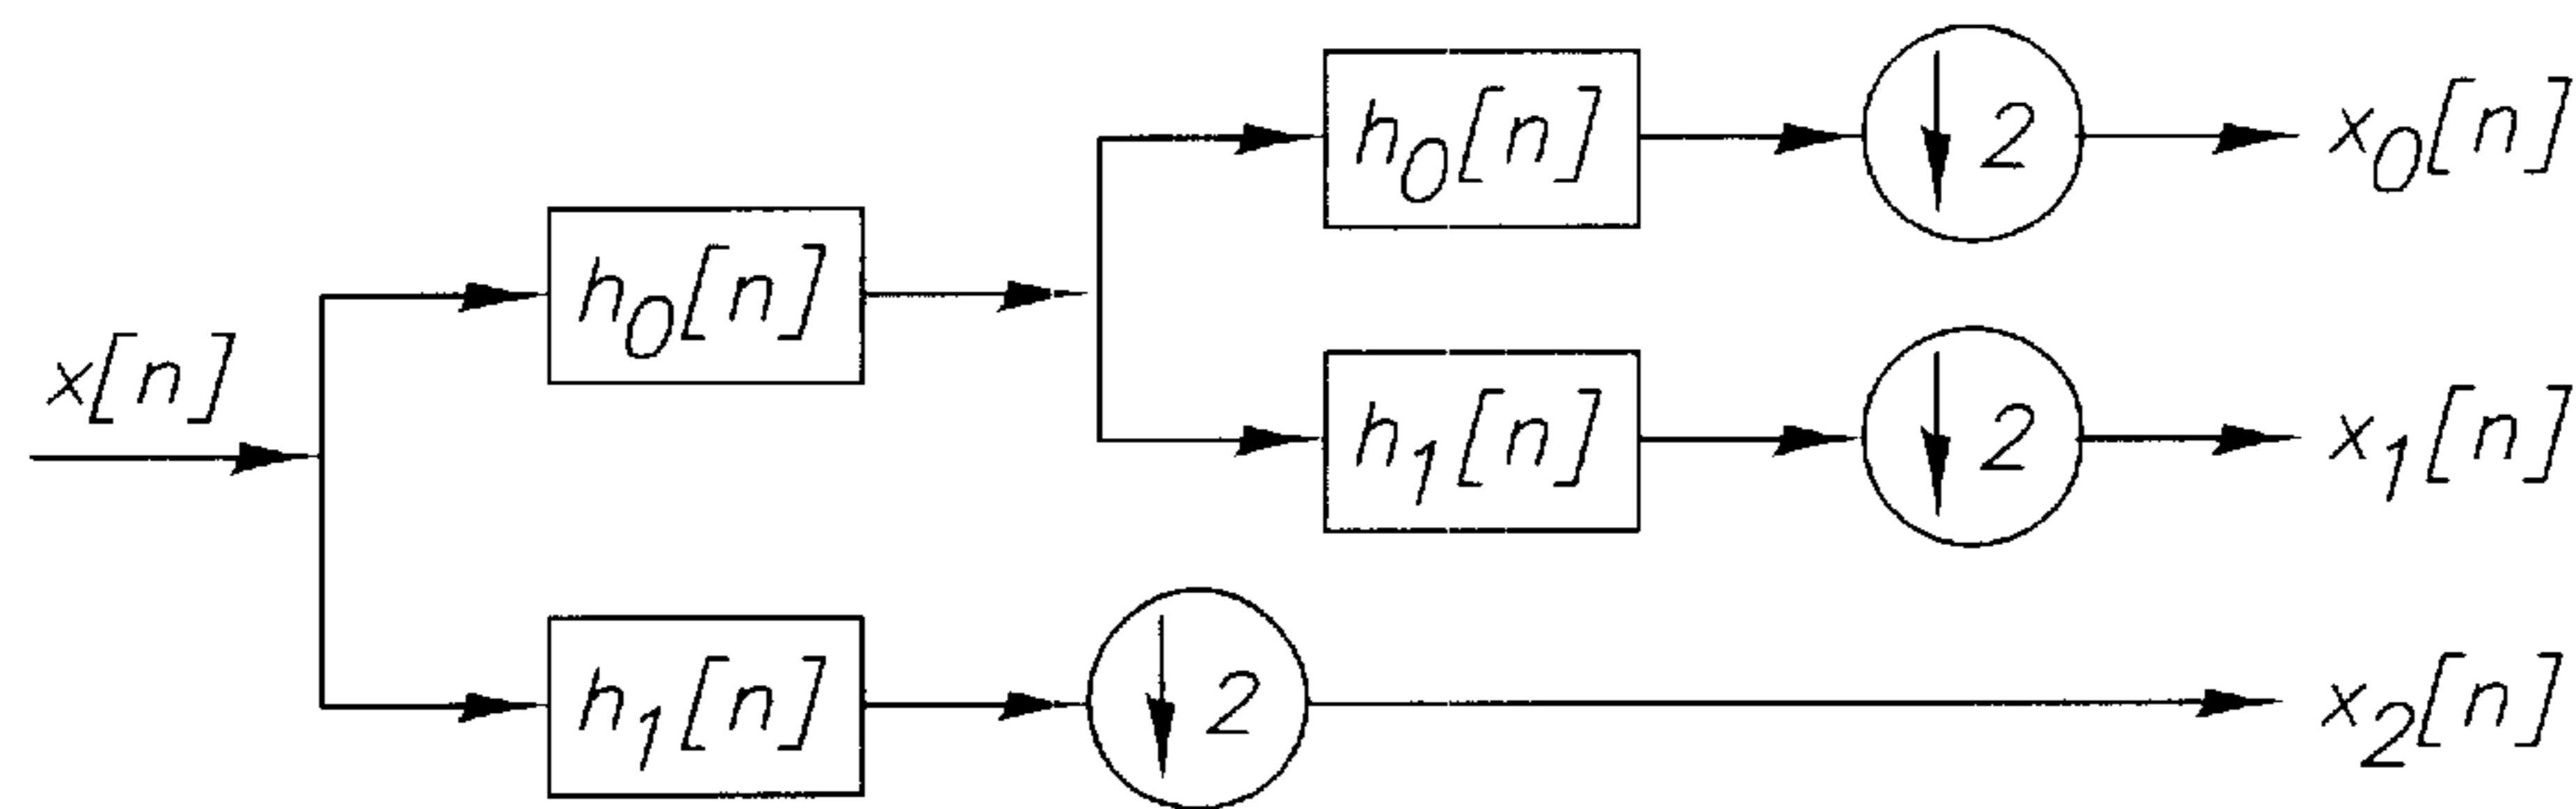 h₀[n] ↓ 2 x₀[n]
h₀[n]
x[n]
h₁[n] ↓ 2 x₁[n]
h₁[n] ↓ 2 x₂[n]